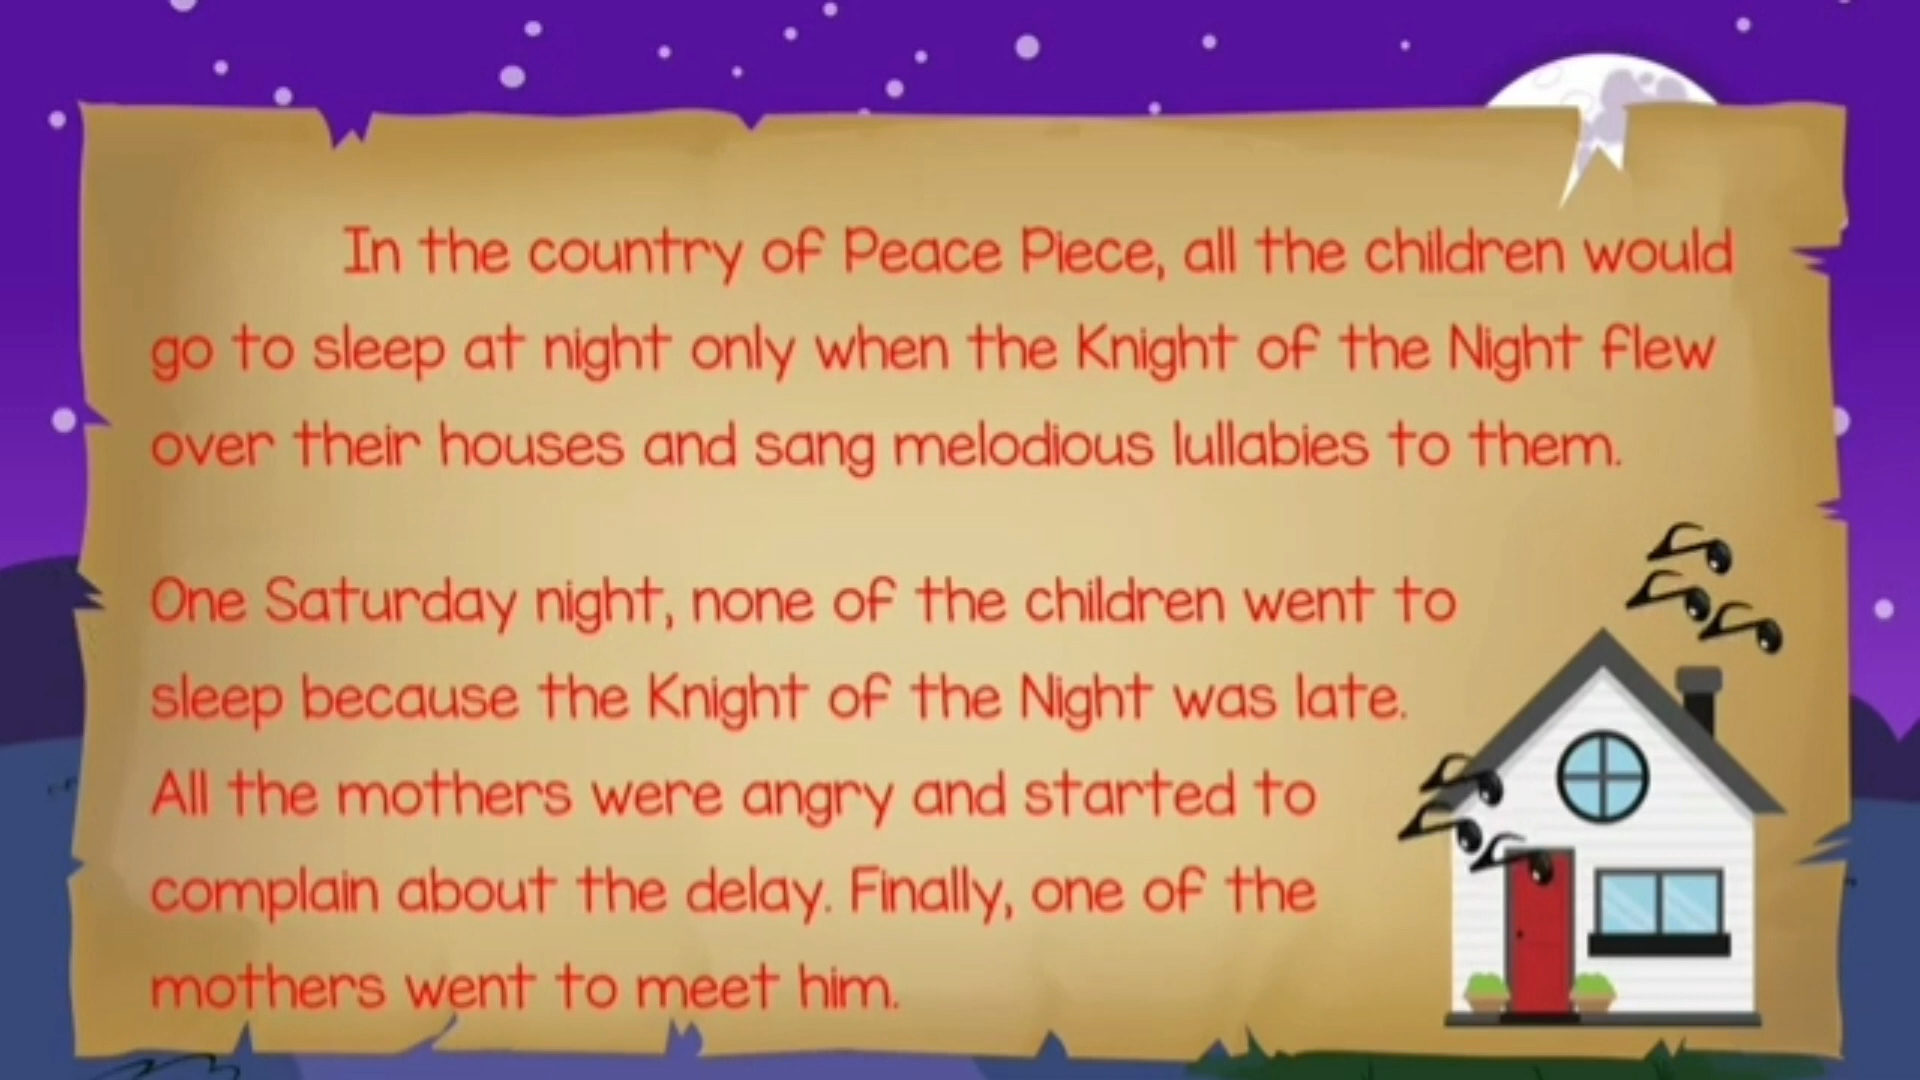 In the country of Peace Piece, all the children would
go to sleep at night only when the Knight of the Night flew
over their houses and sang melodious lullabies to them.
One Saturday night, none of the children went to
sleep because the Knight of the Night was late.
All the mothers were angry and started to
complain about the delay. Finally, one of the
mothers went to meet him.